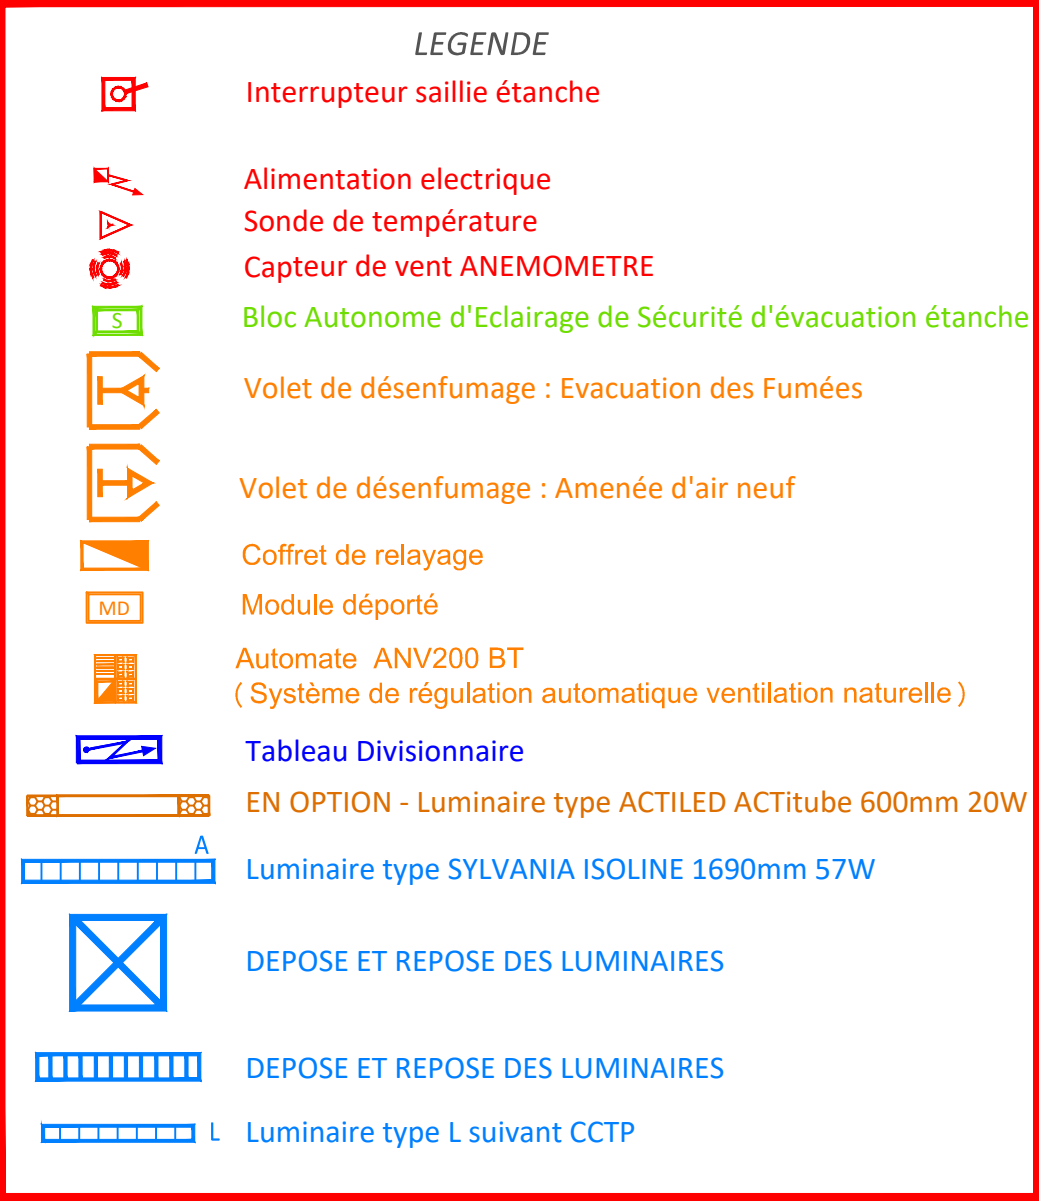 LEGENDE
Interrupteur saillie étanche
Alimentation electrique
Sonde de température
Capteur de vent ANEMOMETRE
S Bloc Autonome d'Eclairage de Sécurité d'évacuation étanche
Volet de désenfumage : Evacuation des Fumées
Volet de désenfumage : Amenée d'air neuf
Coffret de relayage
MD Module déporté
Automate ANV200 BT
( Système de régulation automatique ventilation naturelle )
Tableau Divisionnaire
EN OPTION - Luminaire type ACTILED ACTitube 600mm 20W
A
Luminaire type SYLVANIA ISOLINE 1690mm 57W
DEPOSE ET REPOSE DES LUMINAIRES
DEPOSE ET REPOSE DES LUMINAIRES
L Luminaire type L suivant CCTP